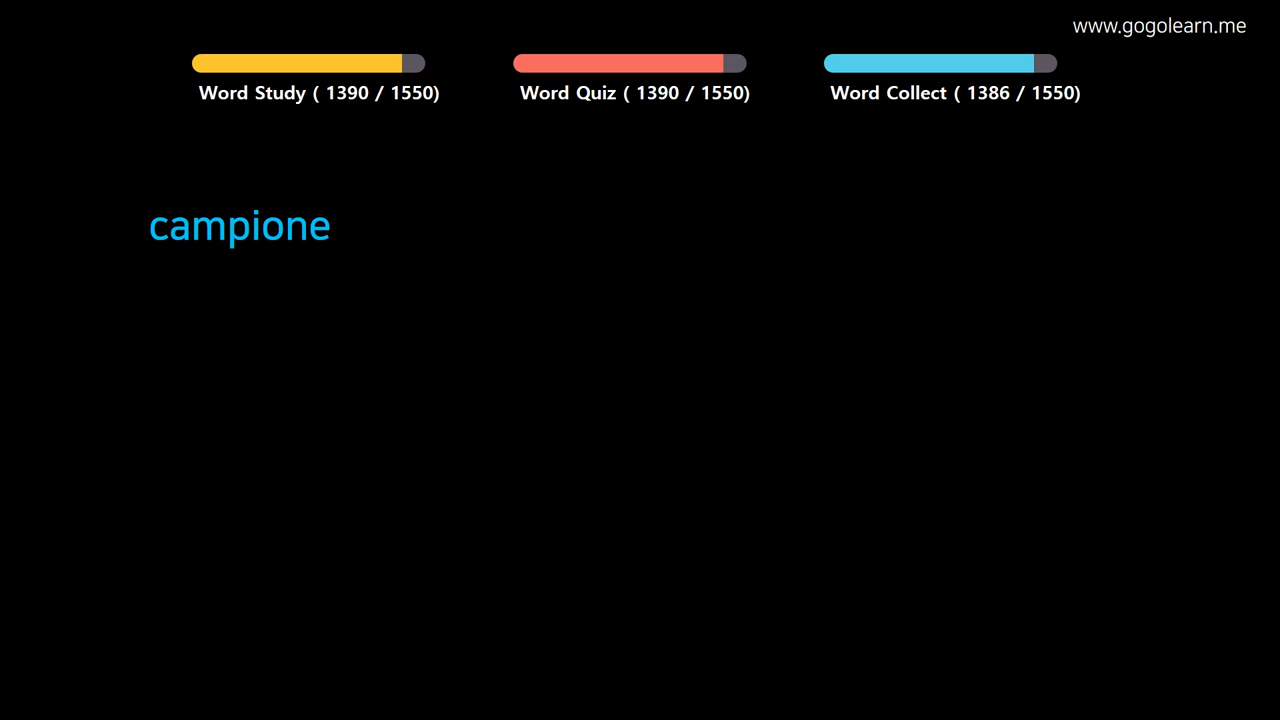 www.gogolearn.me
Word Study ( 1390 / 1550)
Word Quiz ( 1390 / 1550)
Word Collect ( 1386 / 1550)
campione